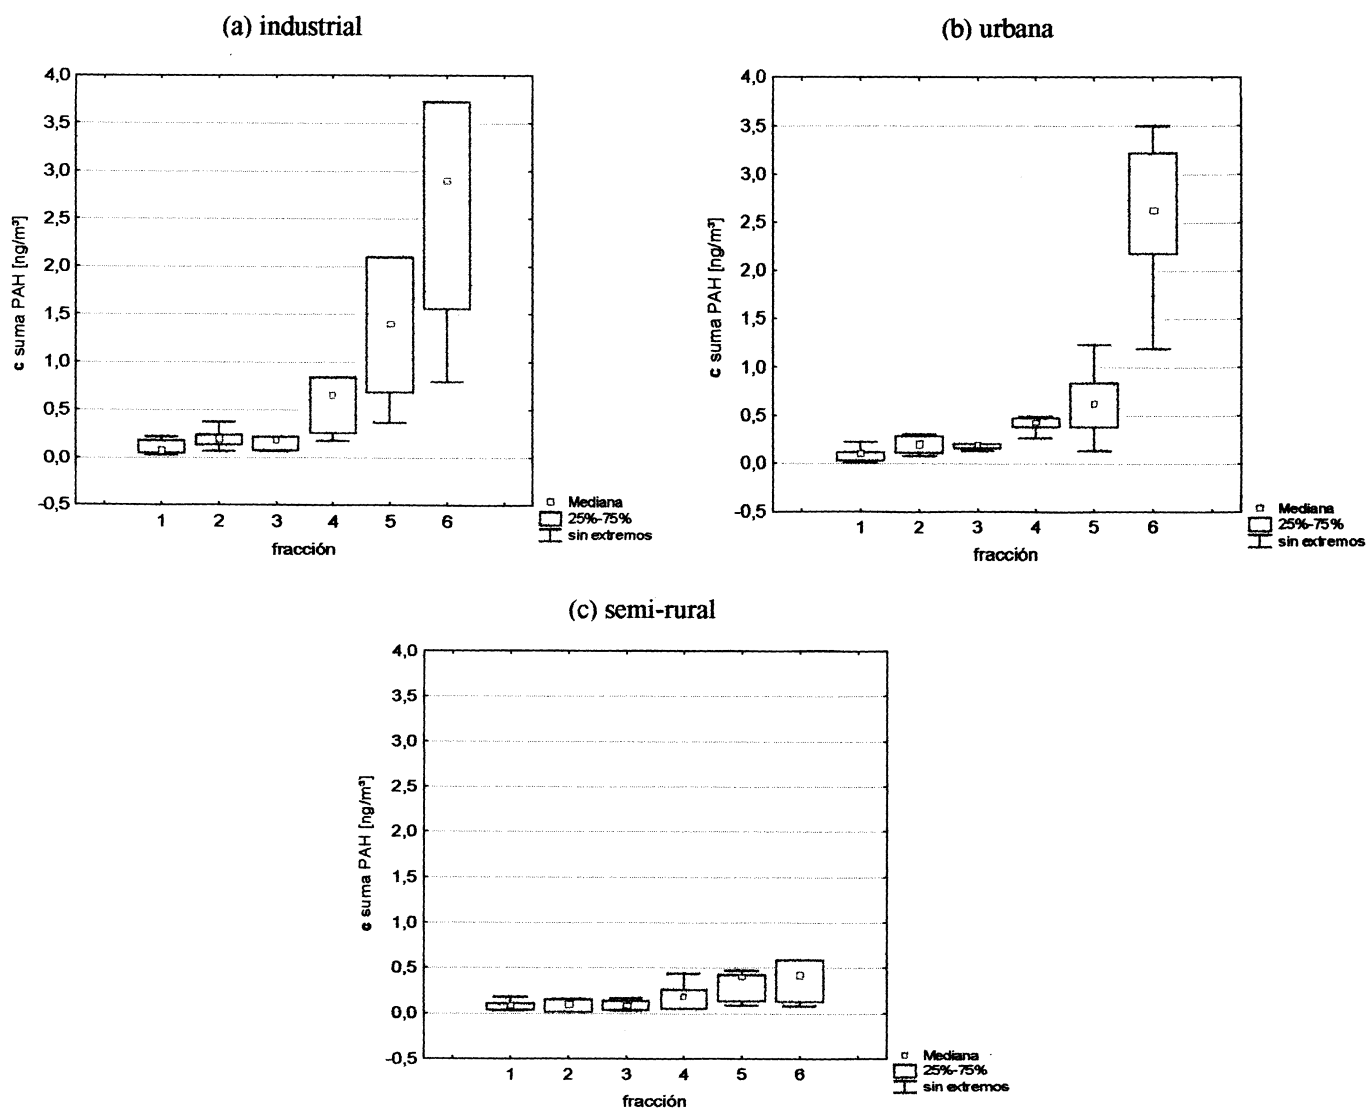 (a) industrial
4,0
3,5
3,0
2,5
2,0
1,5
1,0
0,5
0,0
-0,5
c suma PAH [ng/m³]
1 2 3 4 5 6
fracción
Mediana
25%-75%
sin extremos
(b) urbana
4,0
3,5
3,0
2,5
2,0
1,5
1,0
0,5
0,0
-0,5
c suma PAH [ng/m³]
1 2 3 4 5 6
fracción
Mediana
25%-75%
sin extremos
(c) semi-rural
4,0
3,5
3,0
2,5
2,0
1,5
1,0
0,5
0,0
-0,5
c suma PAH [ng/m³]
1 2 3 4 5 6
fracción
Mediana
25%-75%
sin extremos